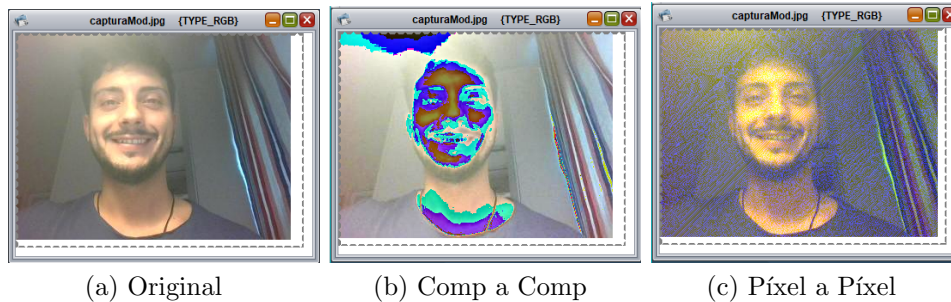 capturaMod.jpg {TYPE_RGB}
capturaMod.jpg {TYPE_RGB}
capturaMod.jpg {TYPE_RGB}
(a) Original
(b) Comp a Comp
(c) Píxel a Píxel